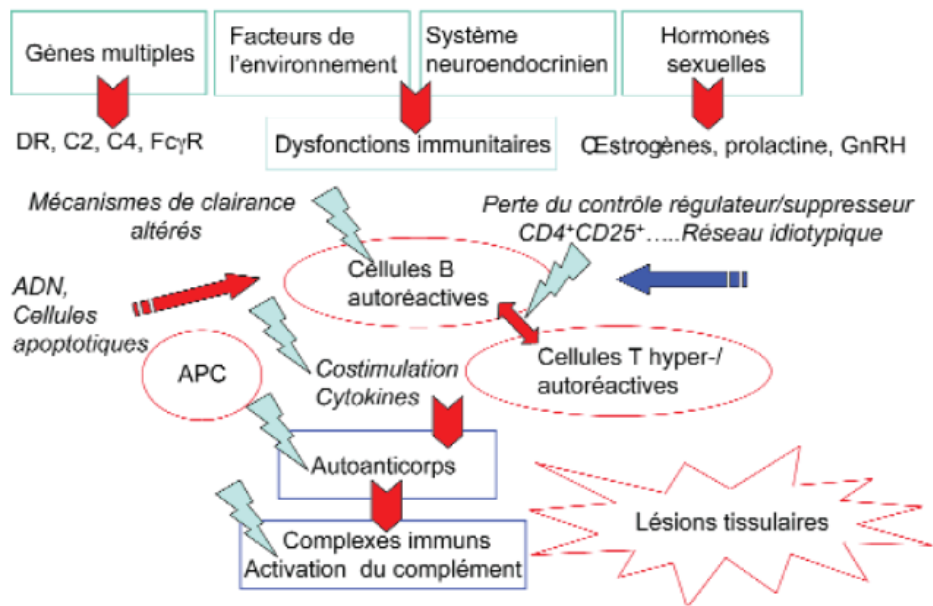 Gènes multiples
Facteurs de
l'environnement
Système
neuroendocrinien
Hormones
sexuelles
DR, C2, C4, FcγR
Dysfonctions immunitaires
Œstrogènes, prolactine, GnRH
Mécanismes de clairance
altérés
Perte du contrôle régulateur/suppresseur
CD4⁺CD25⁺.....Réseau idiotypique
Cellules B
autoréactives
ADN,
Cellules
apoptotiques
APC
Costimulation
Cytokines
Cellules T hyper-/
autoréactives
Autoanticorps
Complexes immuns
Activation du complément
Lésions tissulaires